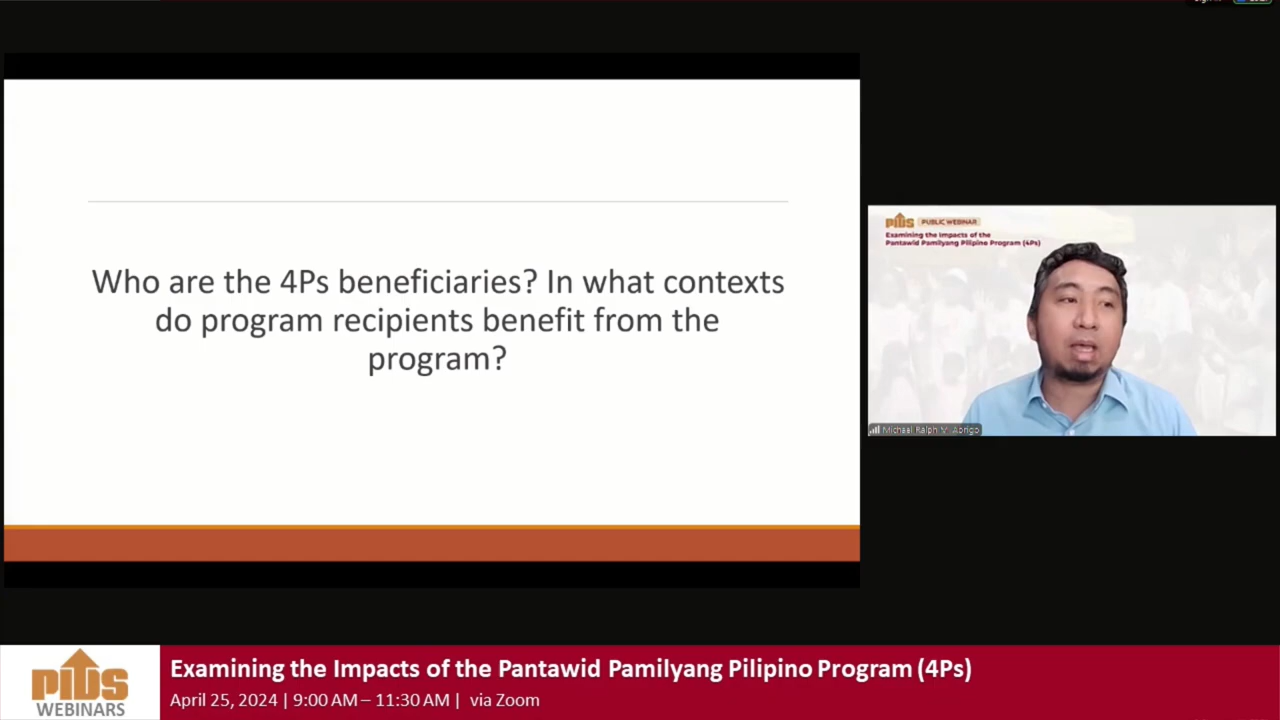 Who are the 4Ps beneficiaries? In what contexts
do program recipients benefit from the
program?
PIDS PUBLIC WEBINAR
Examining the Impacts of the
Pantawid Pamilyang Pilipino Program (4Ps)
Michael Ralph M. Abrigo
PIDS
WEBINARS
Examining the Impacts of the Pantawid Pamilyang Pilipino Program (4Ps)
April 25, 2024 | 9:00 AM – 11:30 AM | via Zoom